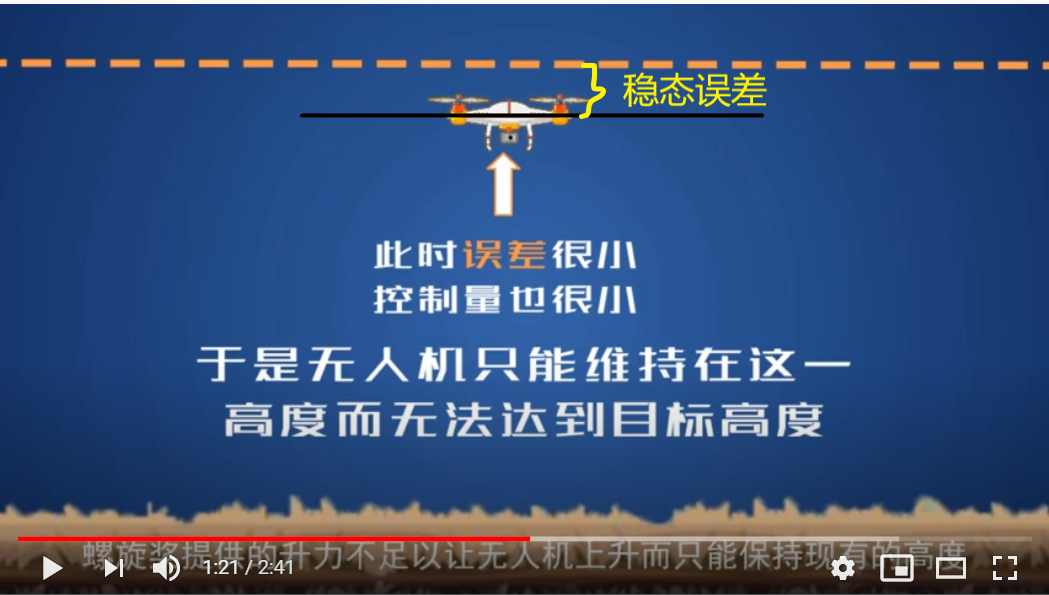 稳态误差
此时误差很小
控制量也很小
于是无人机只能维持在这一
高度而无法达到目标高度
螺旋桨提供的升力不足以让无人机上升而只能保持现有的高度
1:21 / 2:41